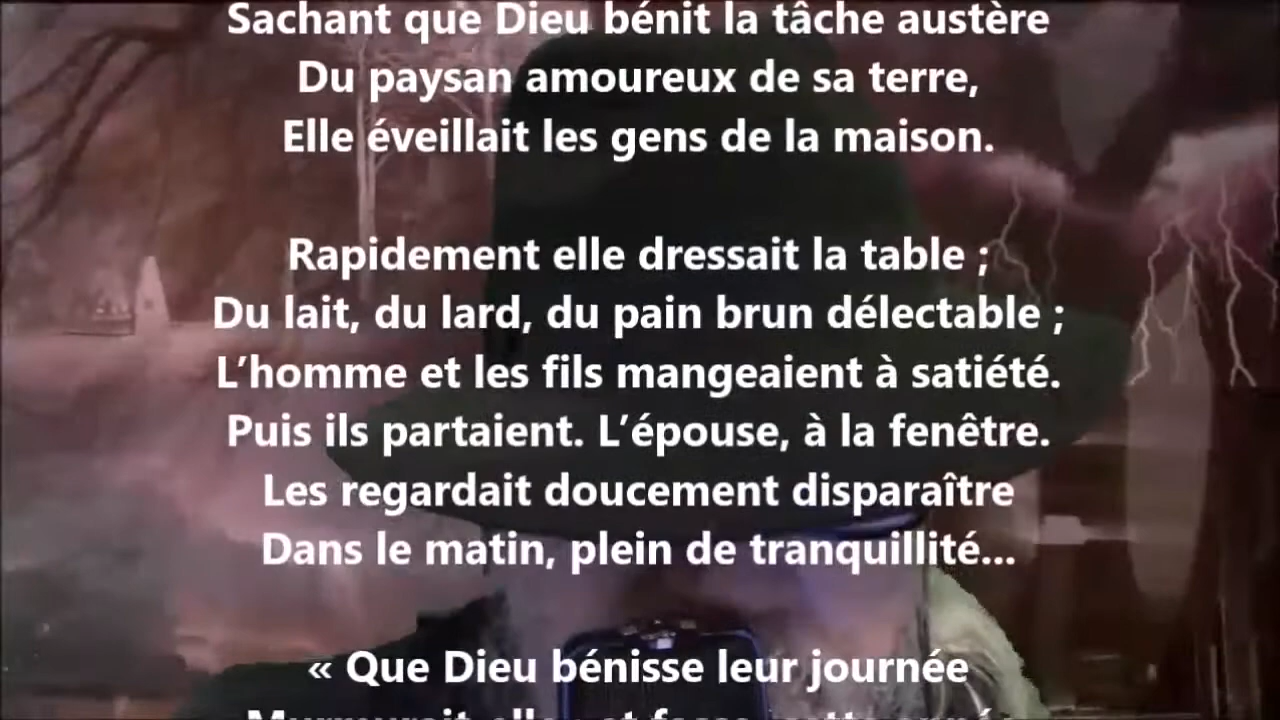 Sachant que Dieu bénit la tâche austère
Du paysan amoureux de sa terre,
Elle éveillait les gens de la maison.
Rapidement elle dressait la table ;
Du lait, du lard, du pain brun délectable ;
L’homme et les fils mangeaient à satiété.
Puis ils partaient. L’épouse, à la fenêtre.
Les regardait doucement disparaître
Dans le matin, plein de tranquillité...
« Que Dieu bénisse leur journée